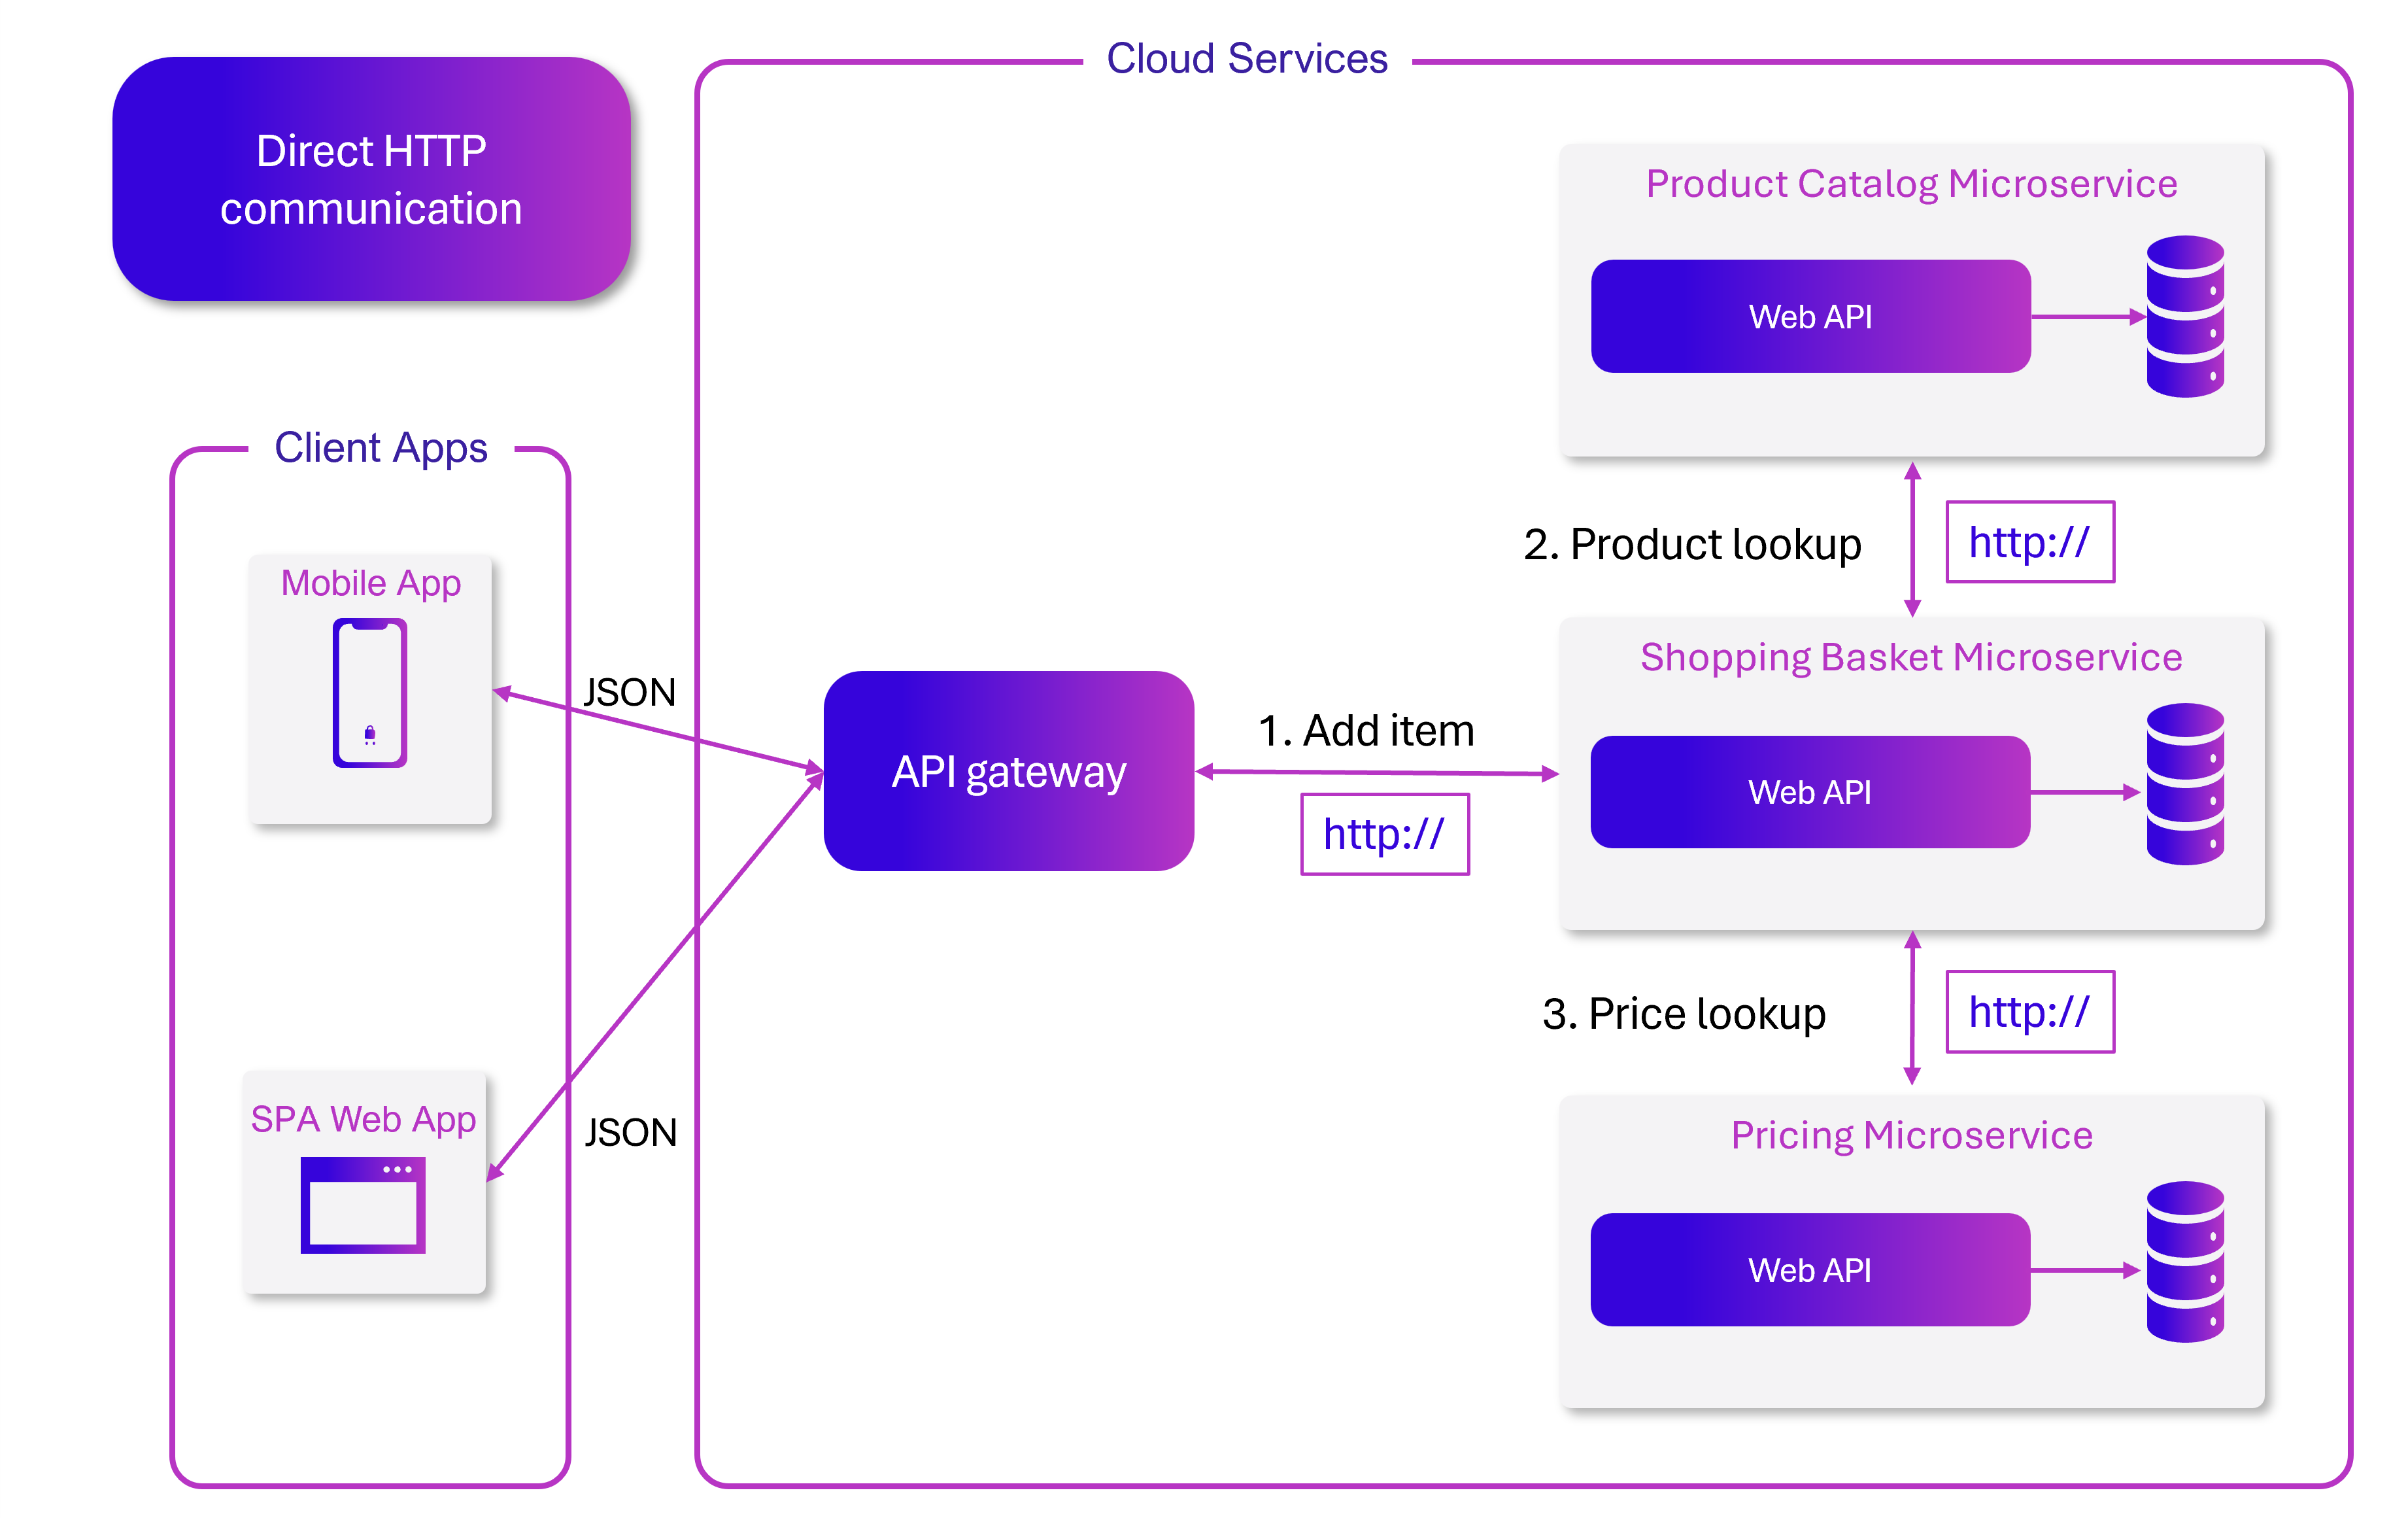 Direct HTTP
communication
Cloud Services
Client Apps
Mobile App
SPA Web App
JSON
JSON
API gateway
1. Add item
http://
Product Catalog Microservice
Web API
2. Product lookup
http://
Shopping Basket Microservice
Web API
3. Price lookup
http://
Pricing Microservice
Web API